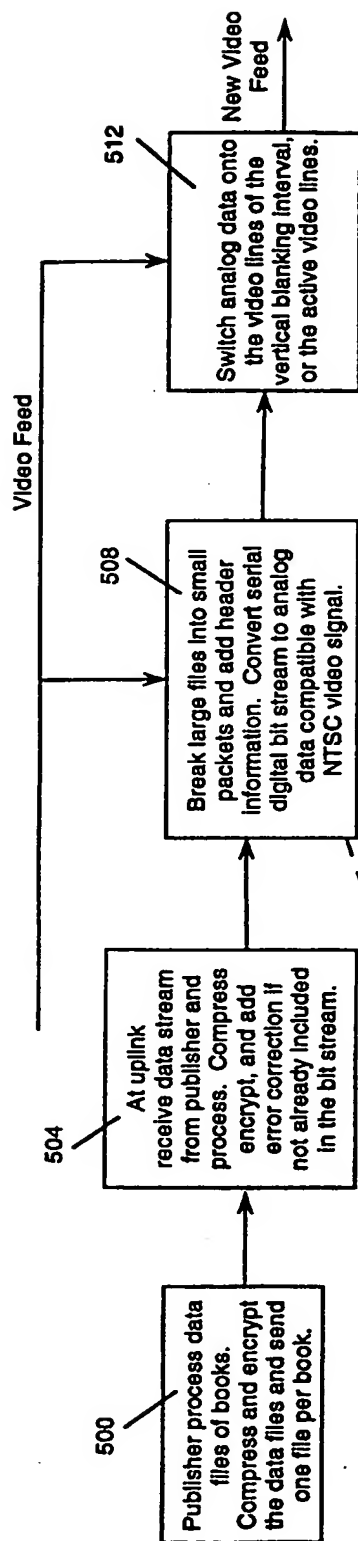 Video Feed
500
Publisher process data
files of books.
Compress and encrypt
the data files and send
one file per book.
504
At uplink
receive data stream
from publisher and
process. Compress
encrypt, and add
error correction if
not already included
in the bit stream.
508
Break large files into small
packets and add header
information. Convert serial
digital bit stream to analog
data compatible with
NTSC video signal.
512
Switch analog data onto
the video lines of the
vertical blanking interval,
or the active video lines.
New Video
Feed